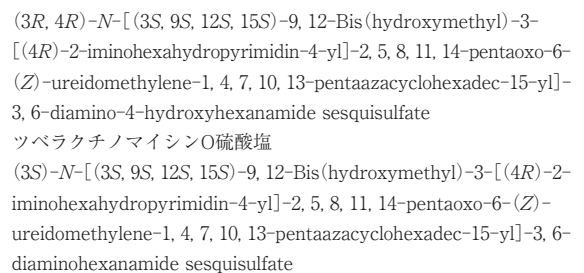 (3R, 4R)-N-[(3S, 9S, 12S, 15S)-9, 12-Bis(hydroxymethyl)-3-
[(4R)-2-iminohexahydropyrimidin-4-yl]-2, 5, 8, 11, 14-pentaoxo-6-
(Z)-ureidomethylene-1, 4, 7, 10, 13-pentaazacyclohexadec-15-yl]-
3, 6-diamino-4-hydroxyhexanamide sesquisulfate
ツベラクチノマイシンO硫酸塩
(3S)-N-[(3S, 9S, 12S, 15S)-9, 12-Bis(hydroxymethyl)-3-[(4R)-2-
iminohexahydropyrimidin-4-yl]-2, 5, 8, 11, 14-pentaoxo-6-(Z)-
ureidomethylene-1, 4, 7, 10, 13-pentaazacyclohexadec-15-yl]-3, 6-
diaminohexanamide sesquisulfate